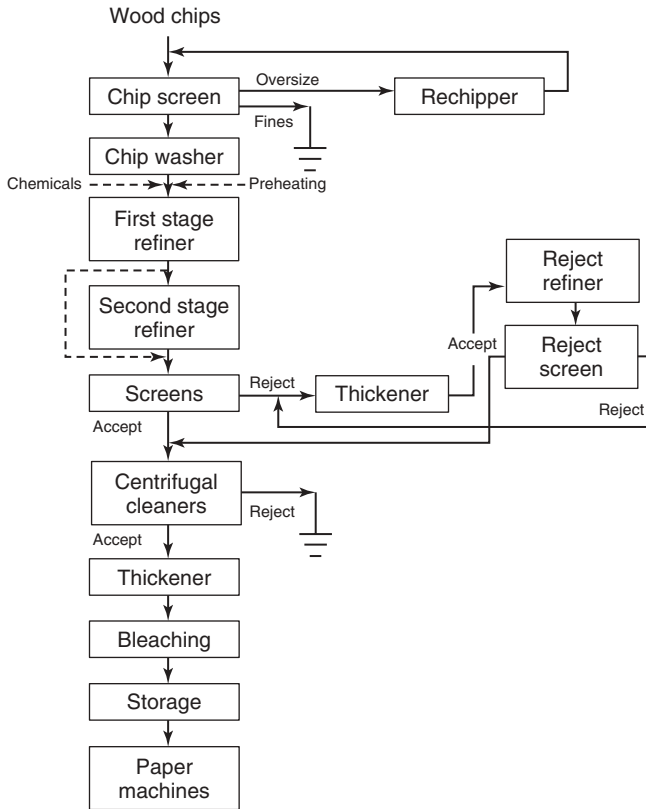 Wood chips
Chip screen
Oversize
Rechipper
Fines
Chip washer
Chemicals
Preheating
First stage
refiner
Second stage
refiner
Reject
refiner
Accept
Reject
screen
Screens
Reject
Thickener
Reject
Accept
Centrifugal
cleaners
Reject
Accept
Thickener
Bleaching
Storage
Paper
machines